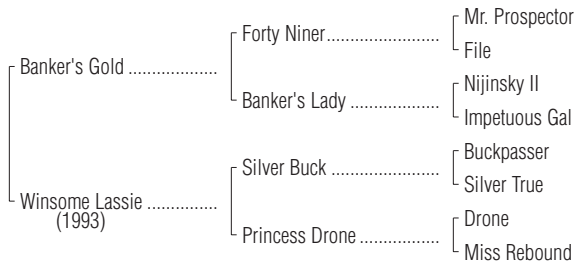 Mr. Prospector
Forty Niner....................
File
Banker's Gold ..................
Nijinsky II
Banker's Lady ..................
Impetuous Gal
Buckpasser
Silver Buck .....................
Silver True
Winsome Lassie ..............
(1993)
Drone
Princess Drone ................
Miss Rebound